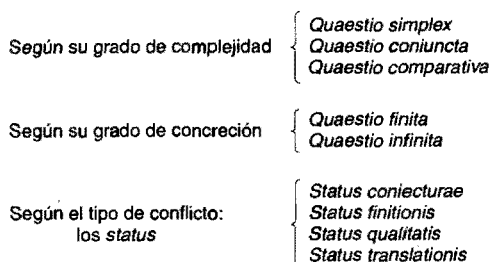 Según su grado de complejidad
Quaestio simplex
Quaestio coniuncta
Quaestio comparativa
Según su grado de concreción
Quaestio finita
Quaestio infinita
Según el tipo de conflicto:
los status
Status coniecturae
Status finitionis
Status qualitatis
Status translationis